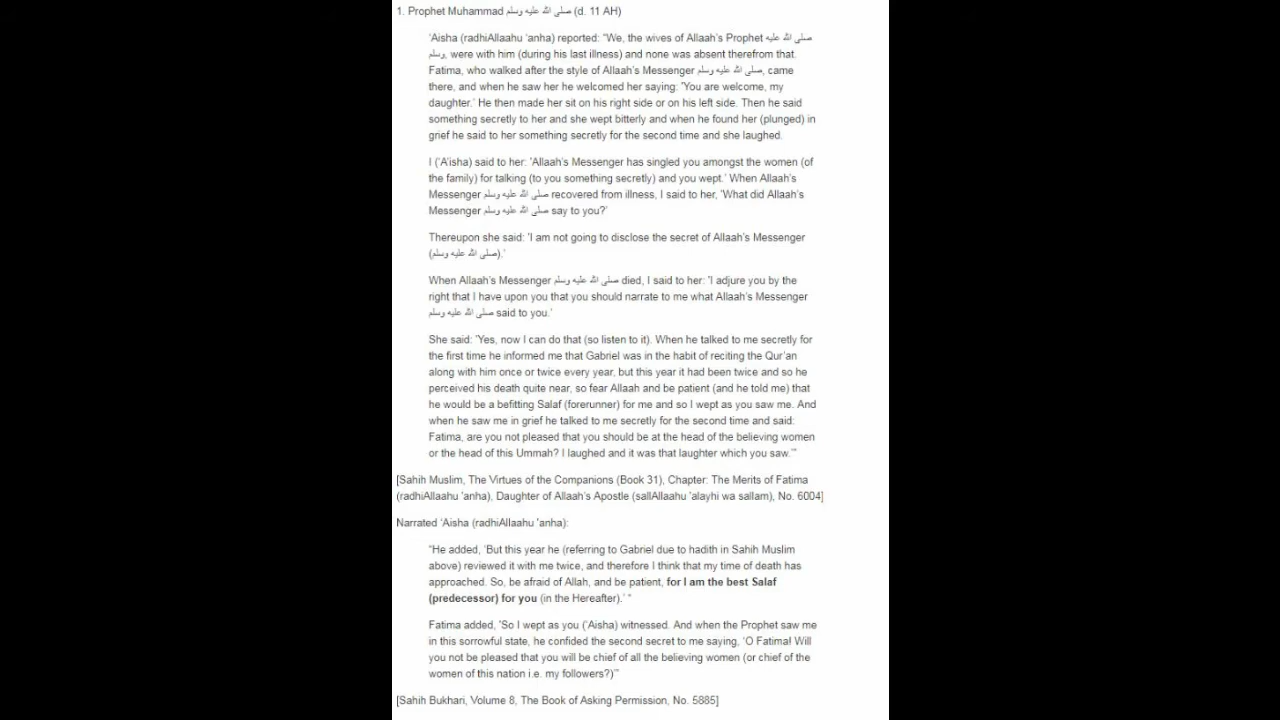 1. Prophet Muhammad صلى الله عليه وسلم (d. 11 AH)
‘Aisha (radhiAllaahu ‘anha) reported: “We, the wives of Allaah’s Prophet صلى الله عليه
وسلم, were with him (during his last illness) and none was absent therefrom that.
Fatima, who walked after the style of Allaah’s Messenger صلى الله عليه وسلم, came
there, and when he saw her he welcomed her saying: ‘You are welcome, my
daughter.’ He then made her sit on his right side or on his left side. Then he said
something secretly to her and she wept bitterly and when he found her (plunged) in
grief he said to her something secretly for the second time and she laughed.
I (‘A’isha) said to her: ‘Allaah’s Messenger has singled you amongst the women (of
the family) for talking (to you something secretly) and you wept.’ When Allaah’s
Messenger صلى الله عليه وسلم recovered from illness, I said to her, ‘What did Allaah’s
Messenger صلى الله عليه وسلم say to you?’
Thereupon she said: ‘I am not going to disclose the secret of Allaah’s Messenger
(صلى الله عليه وسلم).’
When Allaah’s Messenger صلى الله عليه وسلم died, I said to her: ‘I adjure you by the
right that I have upon you that you should narrate to me what Allaah’s Messenger
صلى الله عليه وسلم said to you.’
She said: ‘Yes, now I can do that (so listen to it). When he talked to me secretly for
the first time he informed me that Gabriel was in the habit of reciting the Qur’an
along with him once or twice every year, but this year it had been twice and so he
perceived his death quite near, so fear Allaah and be patient (and he told me) that
he would be a befitting Salaf (forerunner) for me and so I wept as you saw me. And
when he saw me in grief he talked to me secretly for the second time and said:
Fatima, are you not pleased that you should be at the head of the believing women
or the head of this Ummah? I laughed and it was that laughter which you saw.’”
[Sahih Muslim, The Virtues of the Companions (Book 31), Chapter: The Merits of Fatima
(radhiAllaahu ‘anha), Daughter of Allaah’s Apostle (sallAllaahu ‘alayhi wa sallam), No. 6004]
Narrated ‘Aisha (radhiAllaahu ‘anha):
“He added, ‘But this year he (referring to Gabriel due to hadith in Sahih Muslim
above) reviewed it with me twice, and therefore I think that my time of death has
approached. So, be afraid of Allah, and be patient, for I am the best Salaf
(predecessor) for you (in the Hereafter).’ “
Fatima added, ‘So I wept as you (‘Aisha) witnessed. And when the Prophet saw me
in this sorrowful state, he confided the second secret to me saying, ‘O Fatima! Will
you not be pleased that you will be chief of all the believing women (or chief of the
women of this nation i.e. my followers?)’”
[Sahih Bukhari, Volume 8, The Book of Asking Permission, No. 5885]